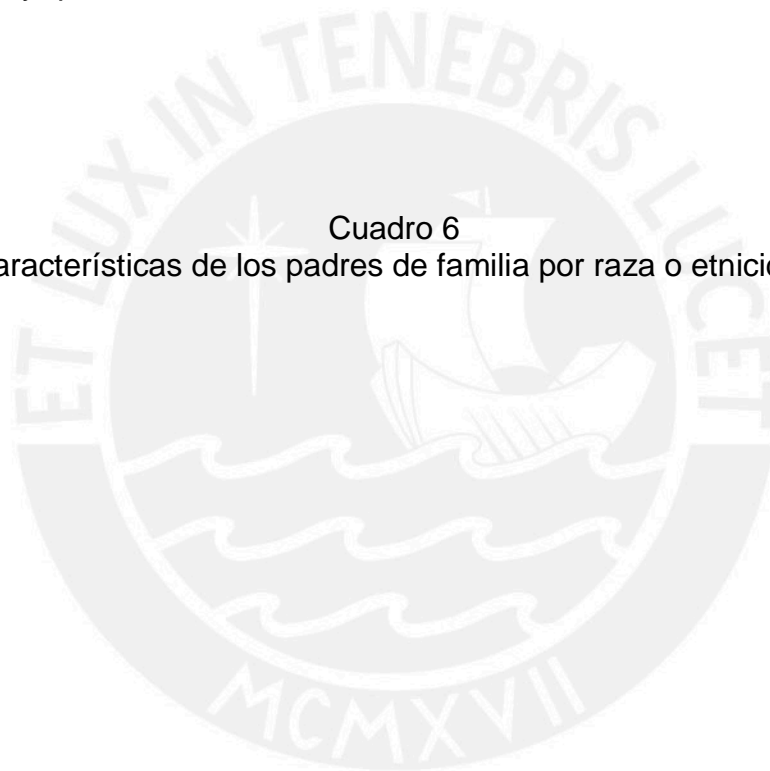 Cuadro 6
aracterísticas de los padres de familia por raza o etnici
ET LUX IN TENEBRIS LUCET
MCMXVII